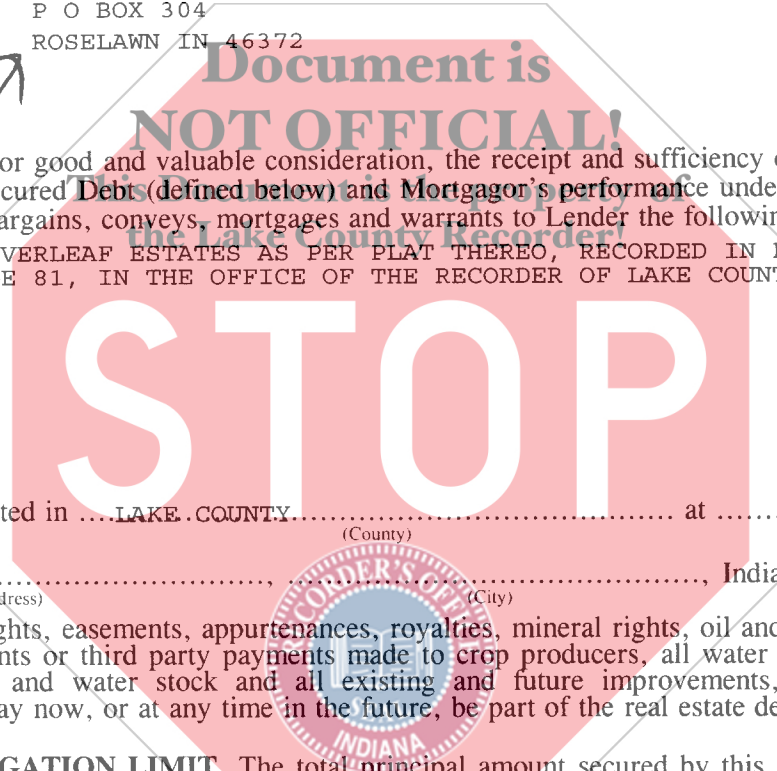 P O BOX 304
ROSELAWN IN 46372
Document is
NOT OFFICIAL!
or good and valuable consideration, the receipt and sufficiency
This Document is the property of
cured Debt (defined below) and Mortgagor's performance unde
argains, conveys, mortgages and warrants to Lender the followin
the Lake County Recorder!
VERLEAF ESTATES AS PER PLAT THEREO, RECORDED IN
E 81, IN THE OFFICE OF THE RECORDER OF LAKE COUNT
STOP
ted in ....LAKE COUNTY.................................................... at .......
(County)
......................................, ......................................................, India
dress) (City)
RECORDER'S OFFICE
ghts, easements, appurtenances, royalties, mineral rights, oil and
nts or third party payments made to crop producers, all water
and water stock and all existing and future improvements,
ay now, or at any time in the future, be part of the real estate de
SEAL
INDIANA
GATION LIMIT. The total principal amount secured by this